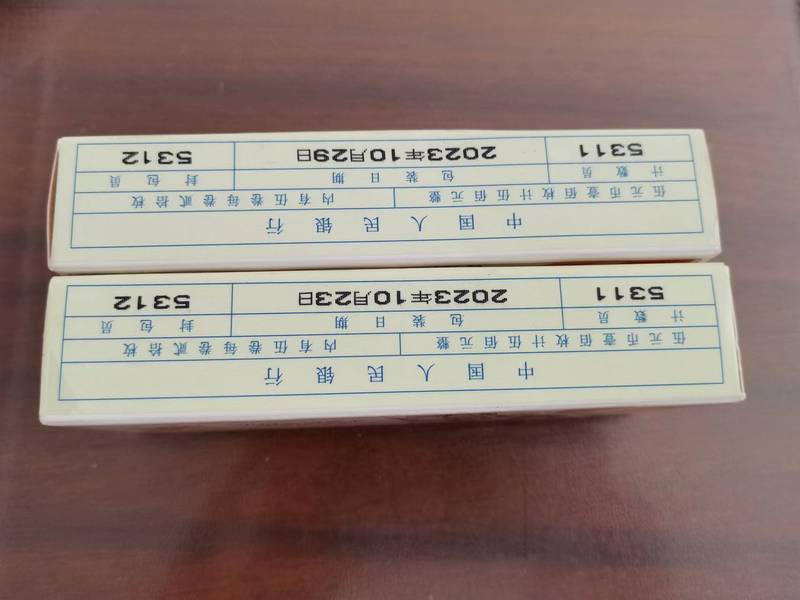 中国人民银行
伍元币壹佰枚计伍佰元整 内有伍卷每卷贰拾枚
计数员 包装日期 封包员
5311 2023年10月23日 5312
中国人民银行
伍元币壹佰枚计伍佰元整 内有伍卷每卷贰拾枚
计数员 包装日期 封包员
5311 2023年10月29日 5312